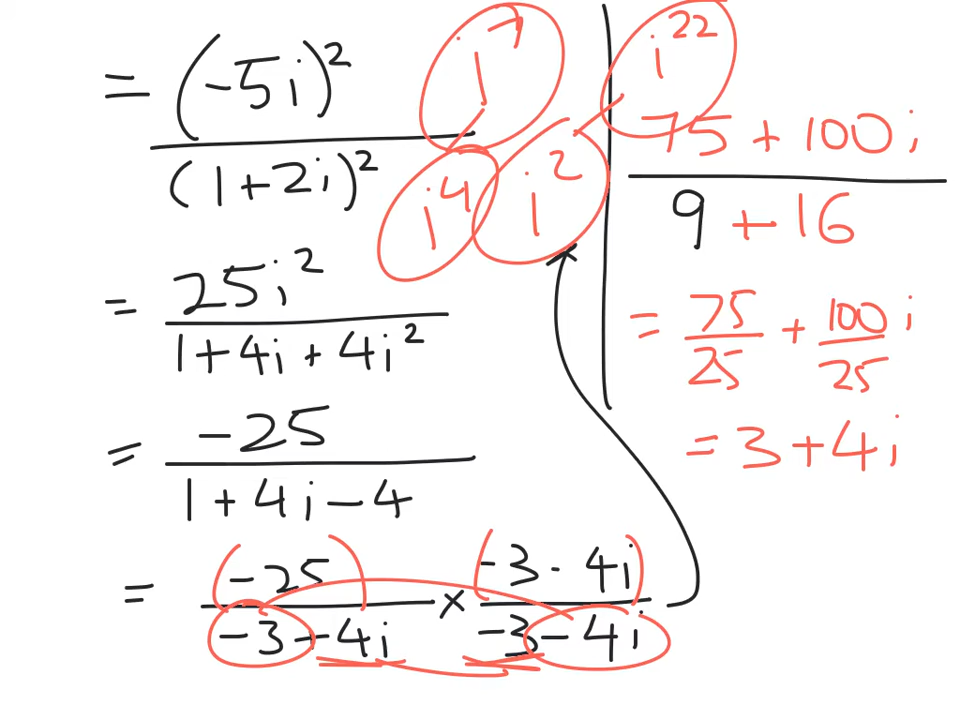 = (-5i)² / (1+2i)²
i⁷
i⁴ i²
= 25i² / 1+4i+4i²
= -25 / 1+4i-4
= (-25) / -3+4i × (-3-4i) / -3-4i
i²²
75+100i / 9+16
= 75/25 + 100/25 i
= 3+4i